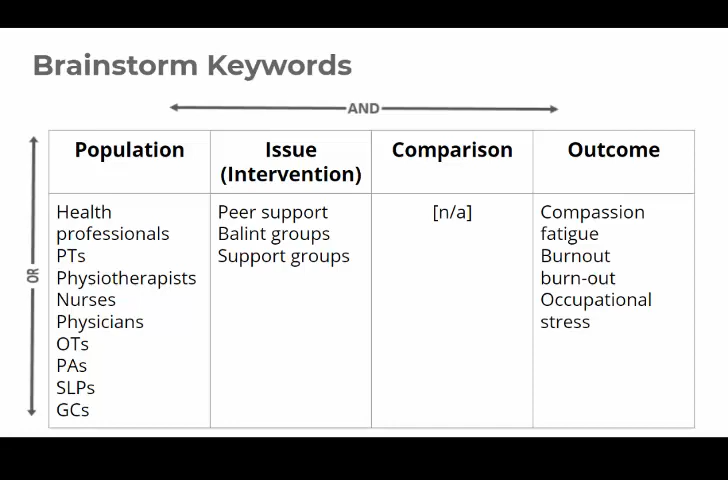 Brainstorm Keywords
AND
OR
Population
Issue
(Intervention)
Comparison
Outcome
Health
professionals
PTs
Physiotherapists
Nurses
Physicians
OTs
PAs
SLPs
GCs
Peer support
Balint groups
Support groups
[n/a]
Compassion
fatigue
Burnout
burn-out
Occupational
stress